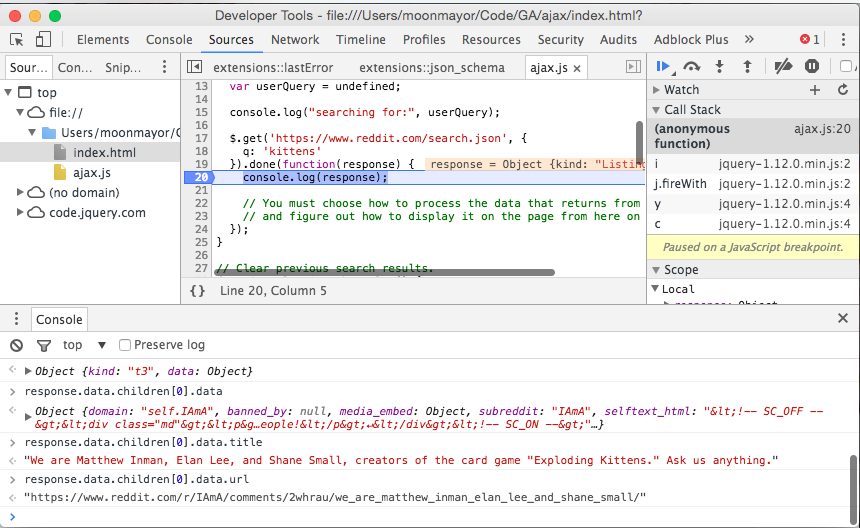 Developer Tools - file:///Users/moonmayor/Code/GA/ajax/index.html?
Elements Console Sources Network Timeline Profiles Resources Security Audits Adblock Plus » 1
Sour… Con… Snip…
top
file://
Users/moonmayor/C
index.html
ajax.js
(no domain)
code.jquery.com
extensions::lastError extensions::json_schema ajax.js ×
13 var userQuery = undefined;
14
15 console.log("searching for:", userQuery);
16
17 $.get('https://www.reddit.com/search.json', {
18 q: 'kittens'
19 }).done(function(response) { response = Object {kind: "Listing
20 console.log(response);
21
22 // You must choose how to process the data that returns from
23 // and figure out how to display it on the page from here on
24 });
25 }
26
27 // Clear previous search results.
{} Line 20, Column 5
Watch
Call Stack
(anonymous function) ajax.js:20
i jquery-1.12.0.min.js:2
j.fireWith jquery-1.12.0.min.js:2
y jquery-1.12.0.min.js:4
c jquery-1.12.0.min.js:4
Paused on a JavaScript breakpoint.
Scope
Local
response: Object
Console
top Preserve log
Object {kind: "t3", data: Object}
response.data.children[0].data
Object {domain: "self.IAmA", banned_by: null, media_embed: Object, subreddit: "IAmA", selftext_html: "&lt;!-- SC_OFF --
&gt;&lt;div class="md"&gt;&lt;p&g…eople!&lt;/p&gt;↵&lt;/div&gt;&lt;!-- SC_ON --&gt;"…}
response.data.children[0].data.title
"We are Matthew Inman, Elan Lee, and Shane Small, creators of the card game "Exploding Kittens." Ask us anything."
response.data.children[0].data.url
"https://www.reddit.com/r/IAmA/comments/2whrau/we_are_matthew_inman_elan_lee_and_shane_small/"